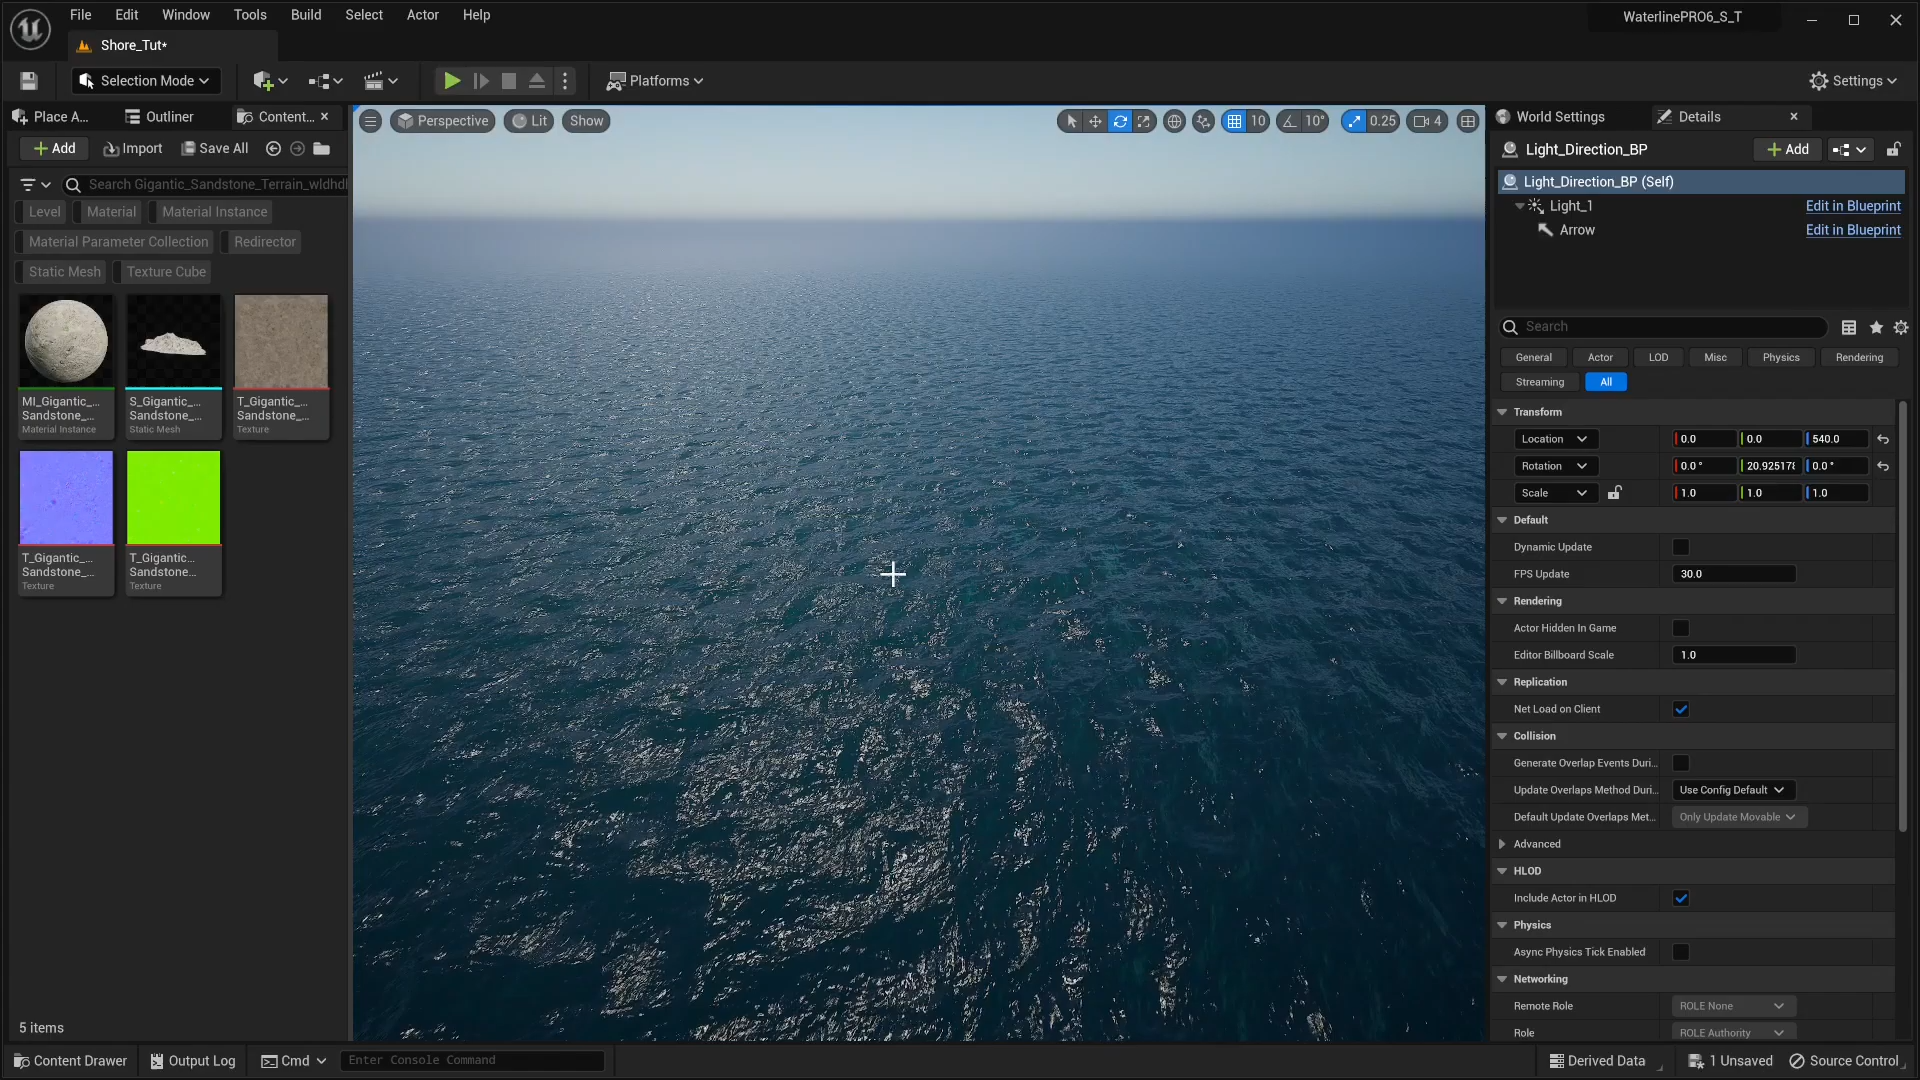 File Edit Window Tools Build Select Actor Help
WaterlinePRO6_S_T
Shore_Tut*
Selection Mode
Platforms
Settings
Place A...
Outliner
Content...
Add
Import
Save All
Search Gigantic_Sandstone_Terrain_wldhdl
Level
Material
Material Instance
Material Parameter Collection
Redirector
Static Mesh
Texture Cube
MI_Gigantic_...
Sandstone_...
Material Instance
S_Gigantic_...
Sandstone_...
Static Mesh
T_Gigantic_...
Sandstone_...
Texture
T_Gigantic_...
Sandstone_...
Texture
T_Gigantic...
Sandstone...
Texture
5 items
Perspective
Lit
Show
10
10°
0.25
4
World Settings
Details
Light_Direction_BP
Add
Light_Direction_BP (Self)
Light_1
Edit in Blueprint
Arrow
Edit in Blueprint
Search
General
Actor
LOD
Misc
Physics
Rendering
Streaming
All
Transform
Location 0.0 0.0 540.0
Rotation 0.0 ° 20.925178 0.0 °
Scale 1.0 1.0 1.0
Default
Dynamic Update
FPS Update 30.0
Rendering
Actor Hidden In Game
Editor Billboard Scale 1.0
Replication
Net Load on Client
Collision
Generate Overlap Events Duri...
Update Overlaps Method Duri... Use Config Default
Default Update Overlaps Met... Only Update Movable
Advanced
HLOD
Include Actor in HLOD
Physics
Async Physics Tick Enabled
Networking
Remote Role ROLE None
Role ROLE Authority
Content Drawer
Output Log
Cmd
Enter Console Command
Derived Data
1 Unsaved
Source Control